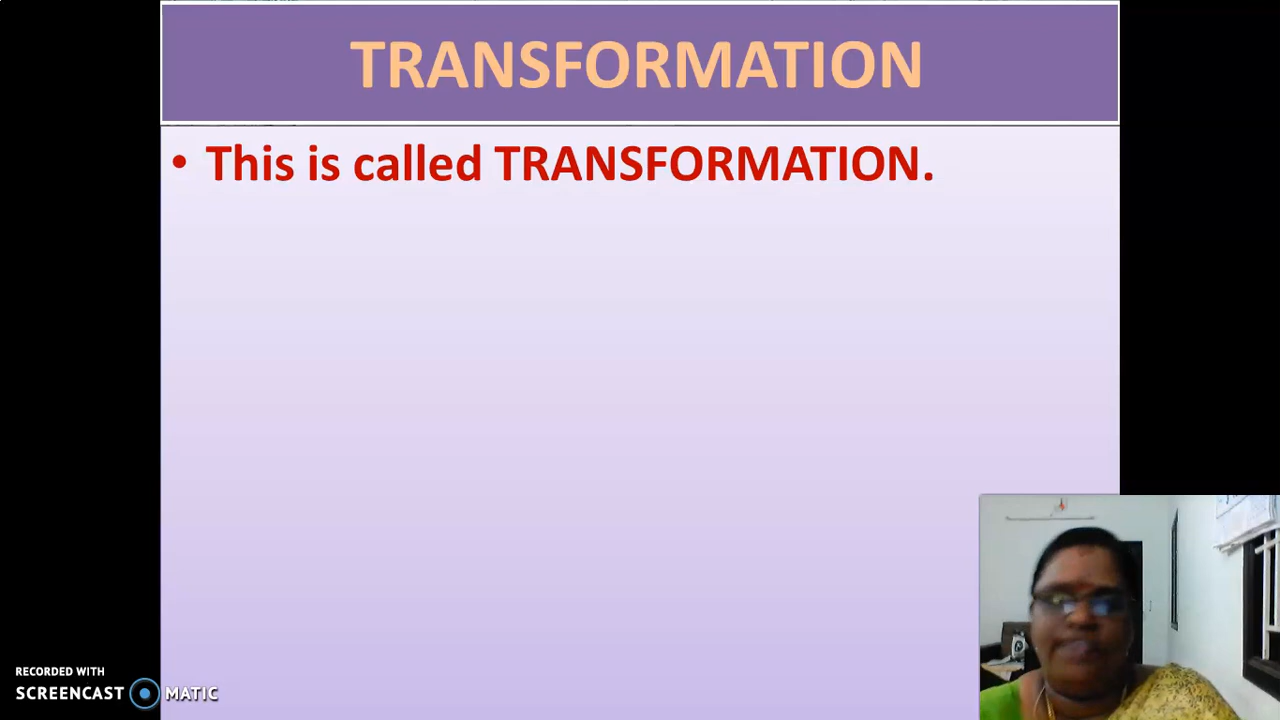 TRANSFORMATION
• This is called TRANSFORMATION.
RECORDED WITH
SCREENCAST MATIC